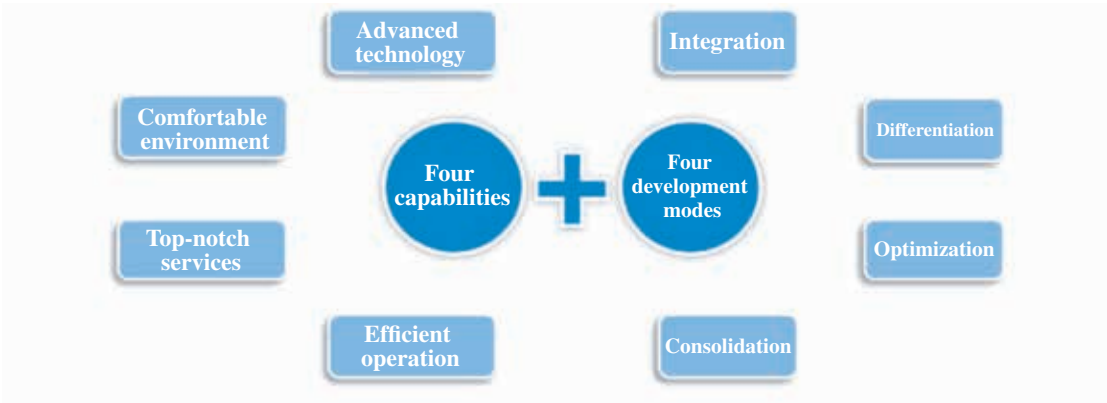 Advanced
technology
Integration
Comfortable
environment
Differentiation
Four
capabilities
Four
development
modes
Top-notch
services
Optimization
Efficient
operation
Consolidation